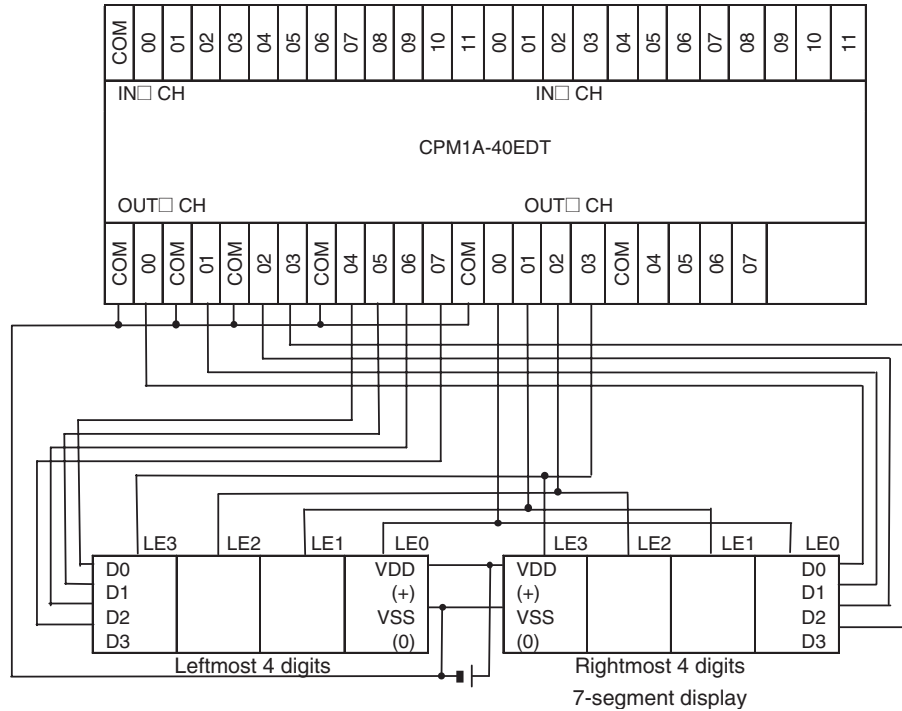 COM 00 01 02 03 04 05 06 07 08 09 10 11 00 01 02 03 04 05 06 07 08 09 10 11
IN□ CH IN□ CH
CPM1A-40EDT
OUT□ CH OUT□ CH
COM 00 COM 01 COM 02 03 COM 04 05 06 07 COM 00 01 02 03 COM 04 05 06 07
LE3 LE2 LE1 LE0 LE3 LE2 LE1 LE0
D0 VDD VDD D0
D1 (+) (+) D1
D2 VSS VSS D2
D3 (0) (0) D3
Leftmost 4 digits Rightmost 4 digits
7-segment display